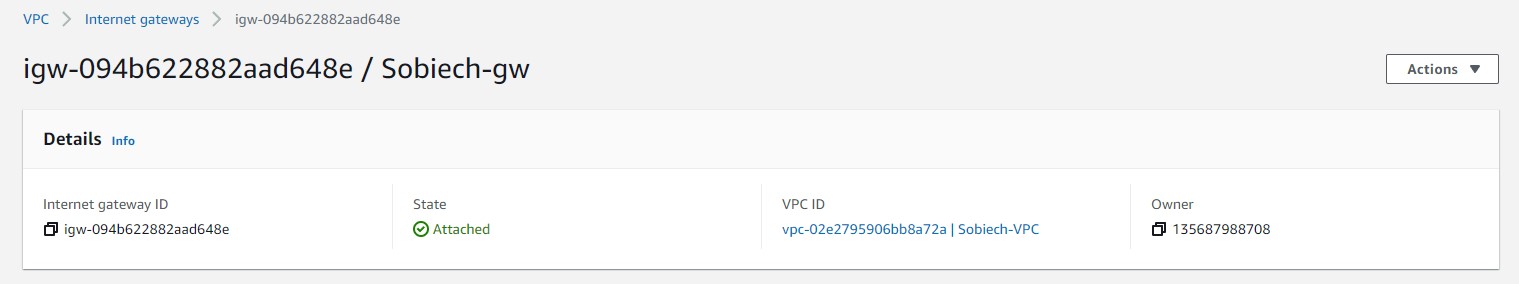 VPC > Internet gateways > igw-094b622882aad648e
igw-094b622882aad648e / Sobiech-gw
Actions
Details Info
Internet gateway ID
igw-094b622882aad648e
State
Attached
VPC ID
vpc-02e2795906bb8a72a | Sobiech-VPC
Owner
135687988708